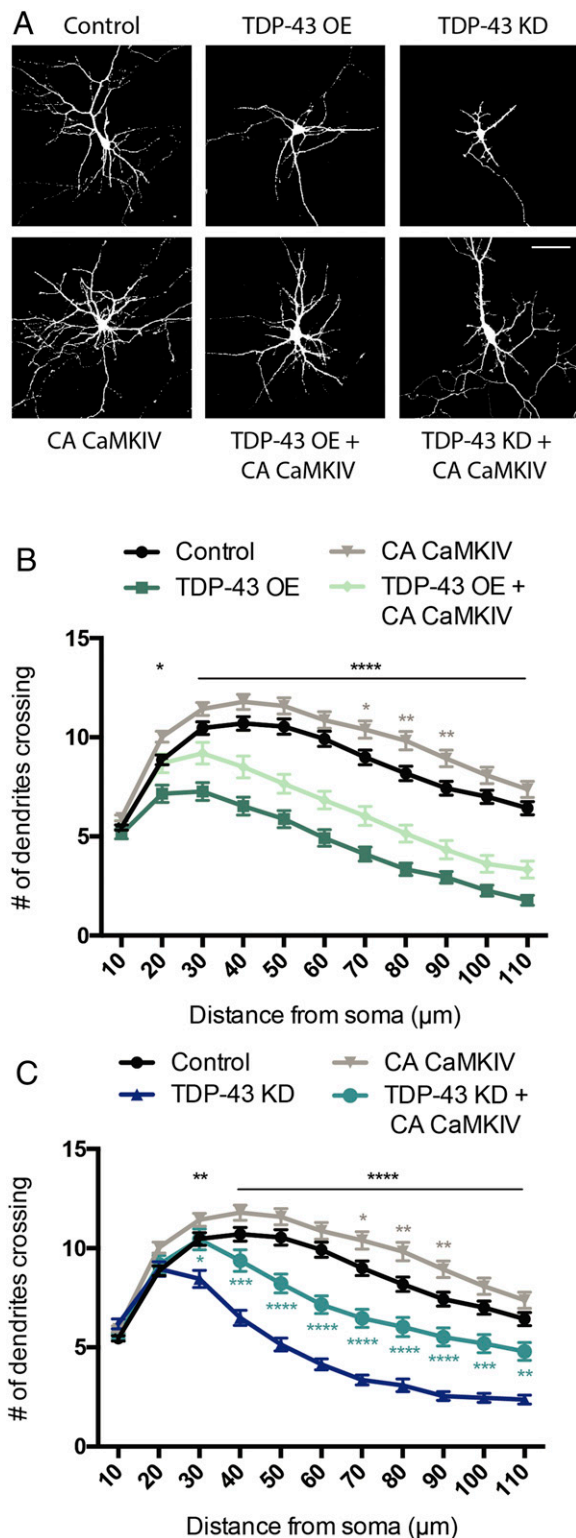 A
Control TDP-43 OE TDP-43 KD
CA CaMKIV TDP-43 OE + TDP-43 KD +
CA CaMKIV CA CaMKIV
B
Control CA CaMKIV
TDP-43 OE TDP-43 OE +
CA CaMKIV
15
* ****
* ** **
10
5
0
# of dendrites crossing
10 20 30 40 50 60 70 80 90 100 110
Distance from soma (µm)
C
Control CA CaMKIV
TDP-43 KD TDP-43 KD +
CA CaMKIV
15
** ****
* ** **
10
* *** **** **** **** **** **** *** **
5
0
# of dendrites crossing
10 20 30 40 50 60 70 80 90 100 110
Distance from soma (µm)